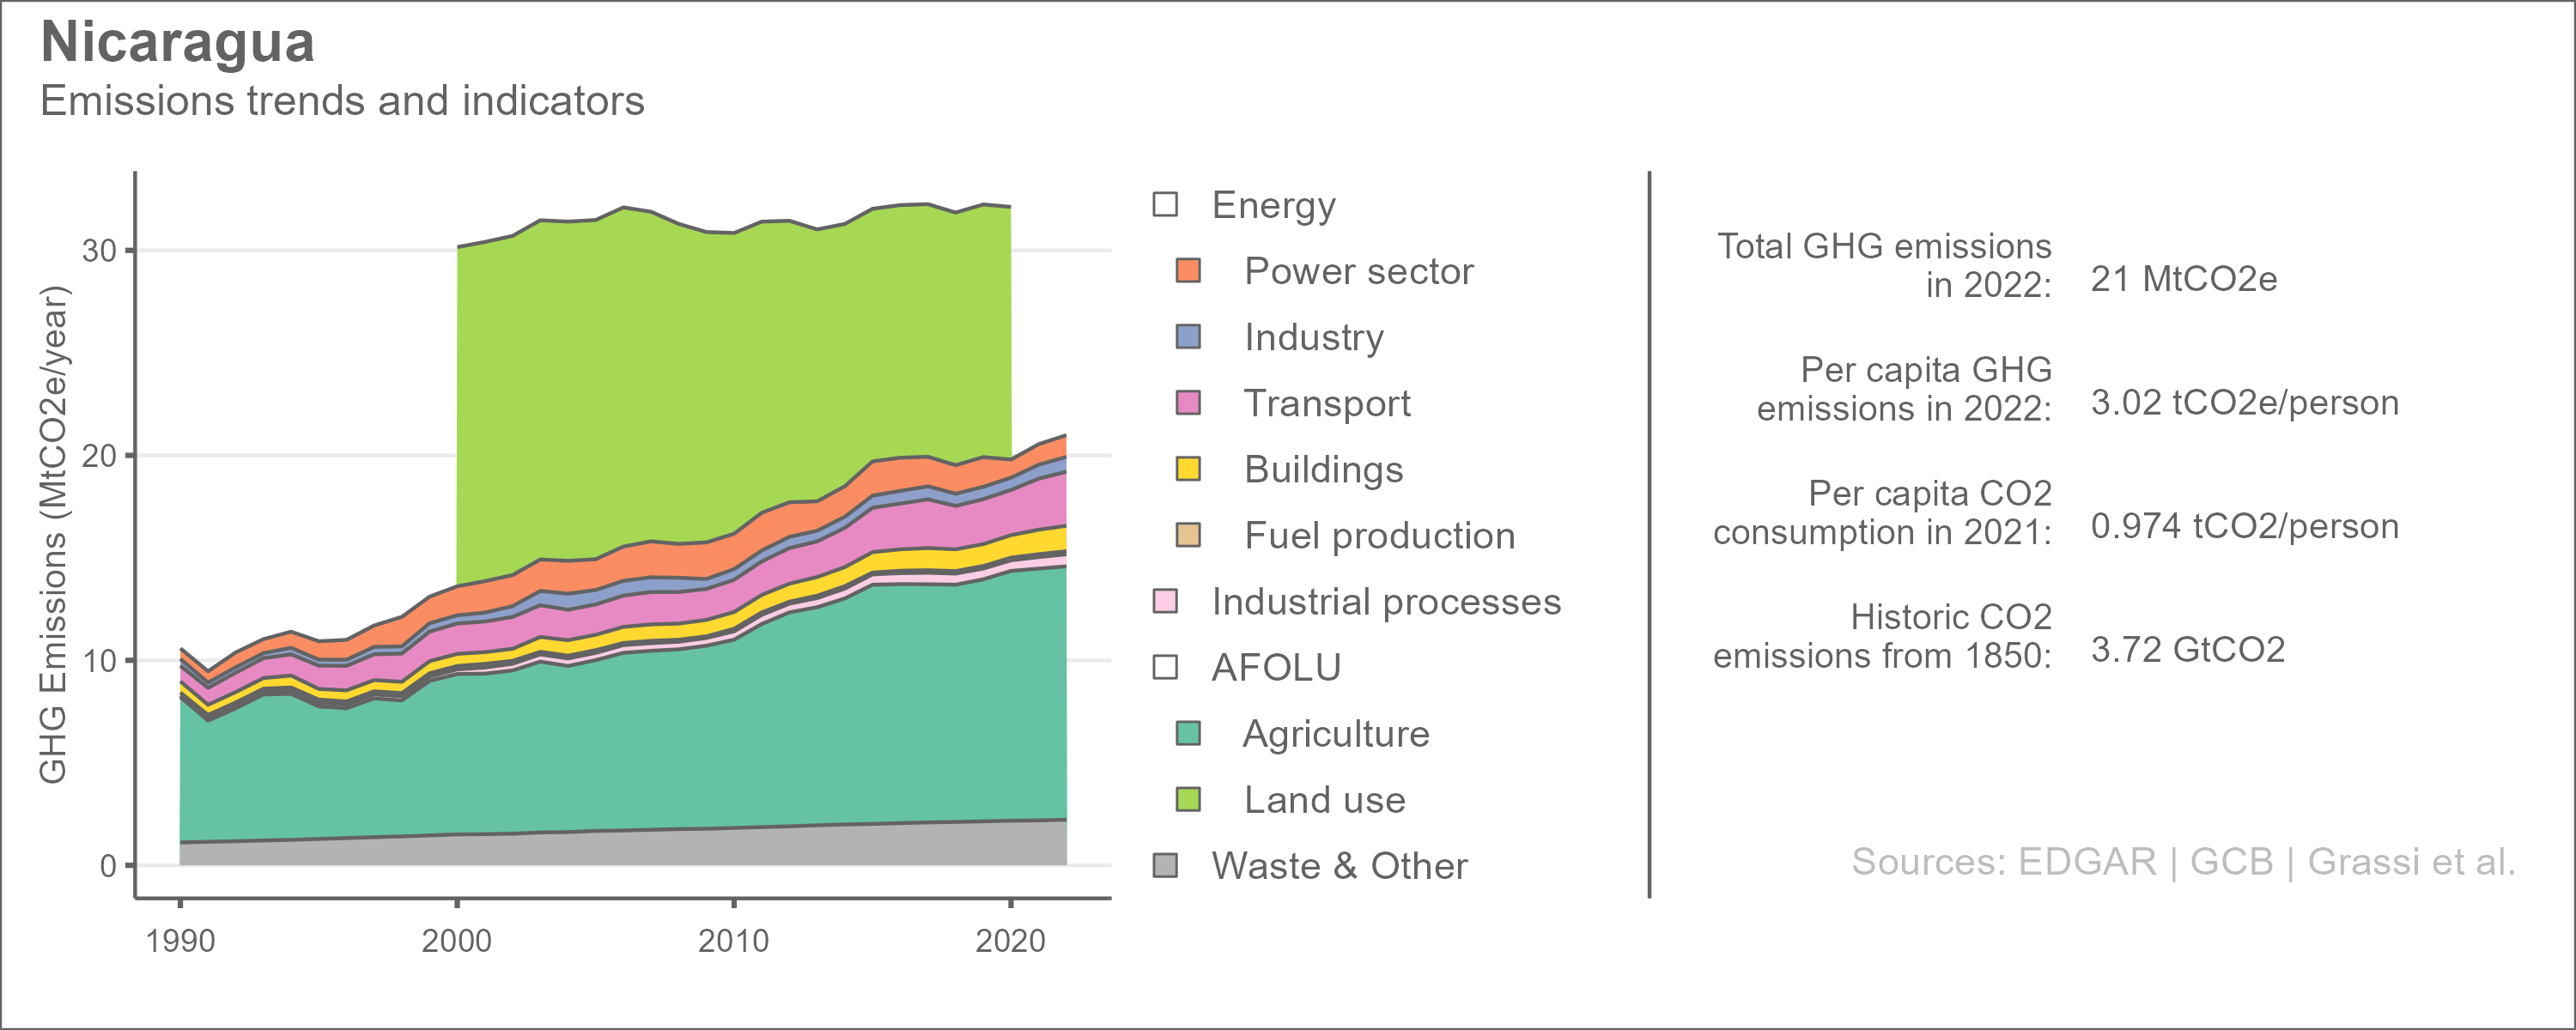 Nicaragua
Emissions trends and indicators
GHG Emissions (MtCO2e/year)
30
20
10
0
1990
2000
2010
2020
Energy
Power sector
Industry
Transport
Buildings
Fuel production
Industrial processes
AFOLU
Agriculture
Land use
Waste & Other
Total GHG emissions
in 2022:
21 MtCO2e
Per capita GHG
emissions in 2022:
3.02 tCO2e/person
Per capita CO2
consumption in 2021:
0.974 tCO2/person
Historic CO2
emissions from 1850:
3.72 GtCO2
Sources: EDGAR | GCB | Grassi et al.